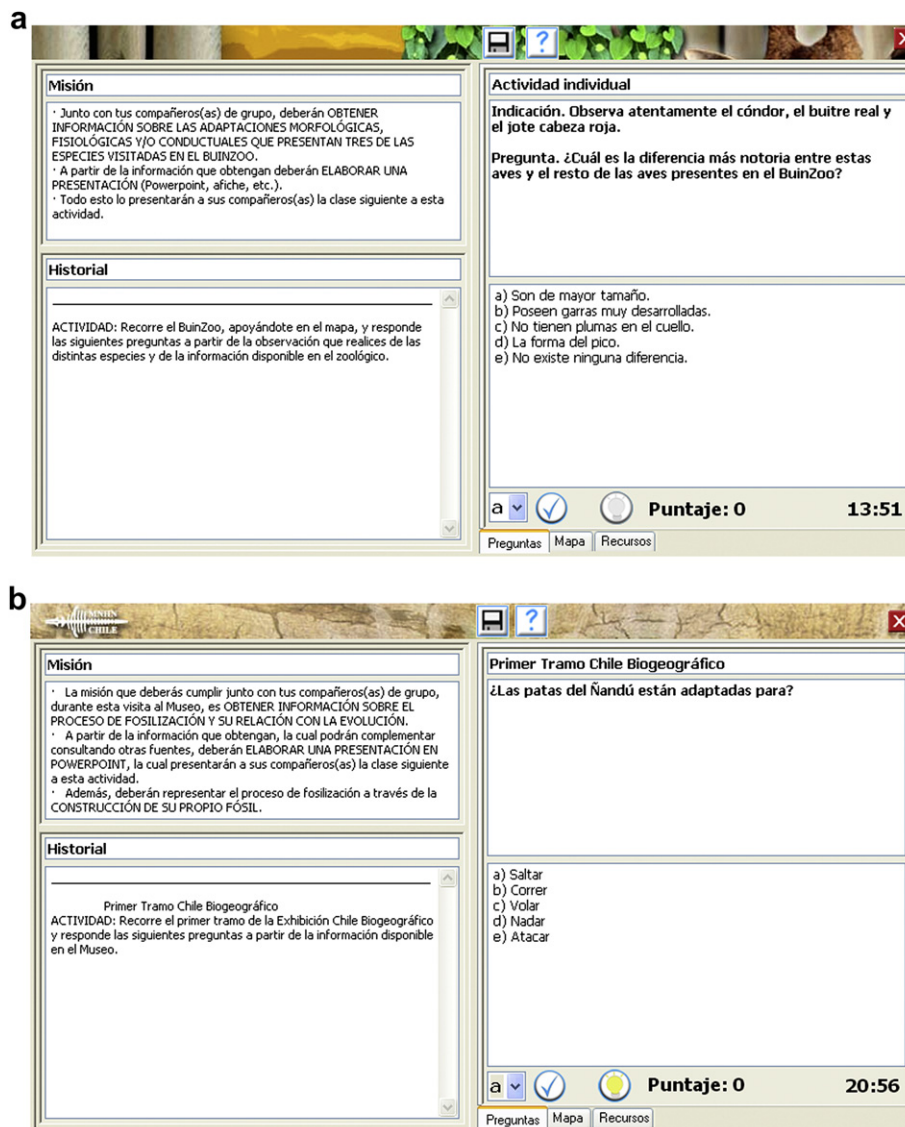 a
?
X
Misión
· Junto con tus compañeros(as) de grupo, deberán OBTENER
INFORMACIÓN SOBRE LAS ADAPTACIONES MORFOLÓGICAS,
FISIOLÓGICAS Y/O CONDUCTUALES QUE PRESENTAN TRES DE LAS
ESPECIES VISITADAS EN EL BUINZOO.
· A partir de la información que obtengan deberán ELABORAR UNA
PRESENTACIÓN (Powerpoint, afiche, etc.).
· Todo esto lo presentarán a sus compañeros(as) la clase siguiente a esta
actividad.
Historial
ACTIVIDAD: Recorre el BuinZoo, apoyándote en el mapa, y responde
las siguientes preguntas a partir de la observación que realices de las
distintas especies y de la información disponible en el zoológico.
Actividad individual
Indicación. Observa atentamente el cóndor, el buitre real y
el jote cabeza roja.
Pregunta. ¿Cuál es la diferencia más notoria entre estas
aves y el resto de las aves presentes en el BuinZoo?
a) Son de mayor tamaño.
b) Poseen garras muy desarrolladas.
c) No tienen plumas en el cuello.
d) La forma del pico.
e) No existe ninguna diferencia.
a Puntaje: 0 13:51
Preguntas Mapa Recursos
b
MNHN
CHILE
?
X
Misión
· La misión que deberás cumplir junto con tus compañeros(as) de grupo,
durante esta visita al Museo, es OBTENER INFORMACIÓN SOBRE EL
PROCESO DE FOSILIZACIÓN Y SU RELACIÓN CON LA EVOLUCIÓN.
· A partir de la información que obtengan, la cual podrán complementar
consultando otras fuentes, deberán ELABORAR UNA PRESENTACIÓN EN
POWERPOINT, la cual presentarán a sus compañeros(as) la clase siguiente
a esta actividad.
· Además, deberán representar el proceso de fosilización a través de la
CONSTRUCCIÓN DE SU PROPIO FÓSIL.
Historial
Primer Tramo Chile Biogeográfico
ACTIVIDAD: Recorre el primer tramo de la Exhibición Chile Biogeográfico
y responde las siguientes preguntas a partir de la información disponible
en el Museo.
Primer Tramo Chile Biogeográfico
¿Las patas del Ñandú están adaptadas para?
a) Saltar
b) Correr
c) Volar
d) Nadar
e) Atacar
a Puntaje: 0 20:56
Preguntas Mapa Recursos